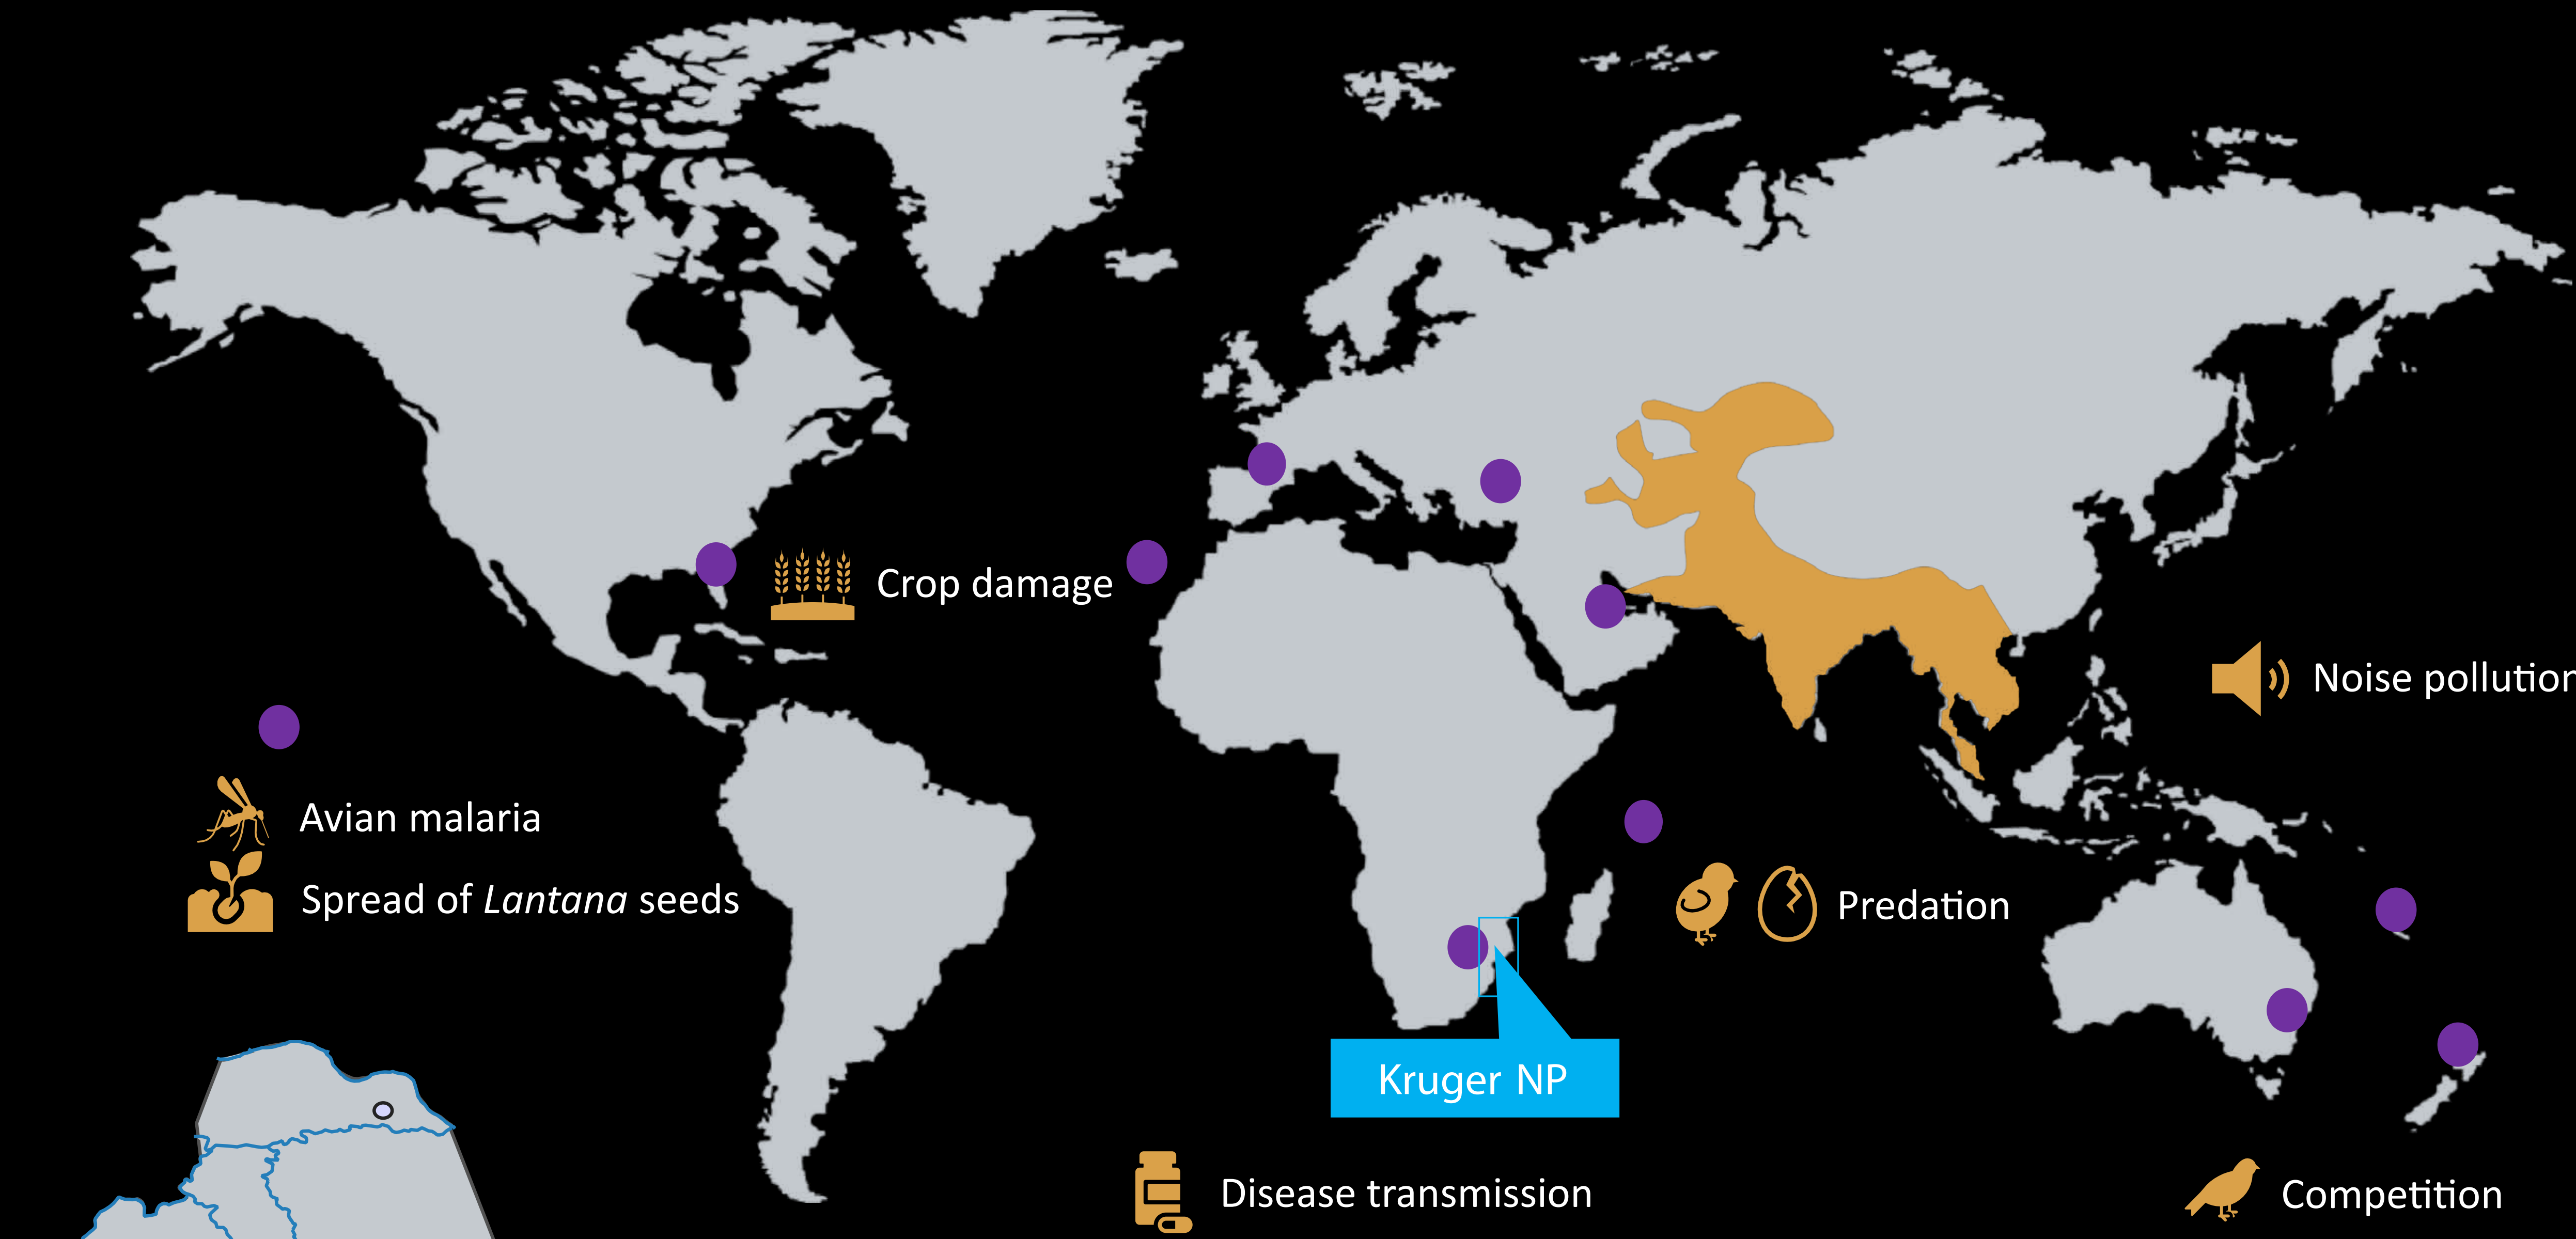 Crop damage
Noise pollution
Avian malaria
Spread of Lantana seeds
Predation
Kruger NP
Disease transmission
Competition